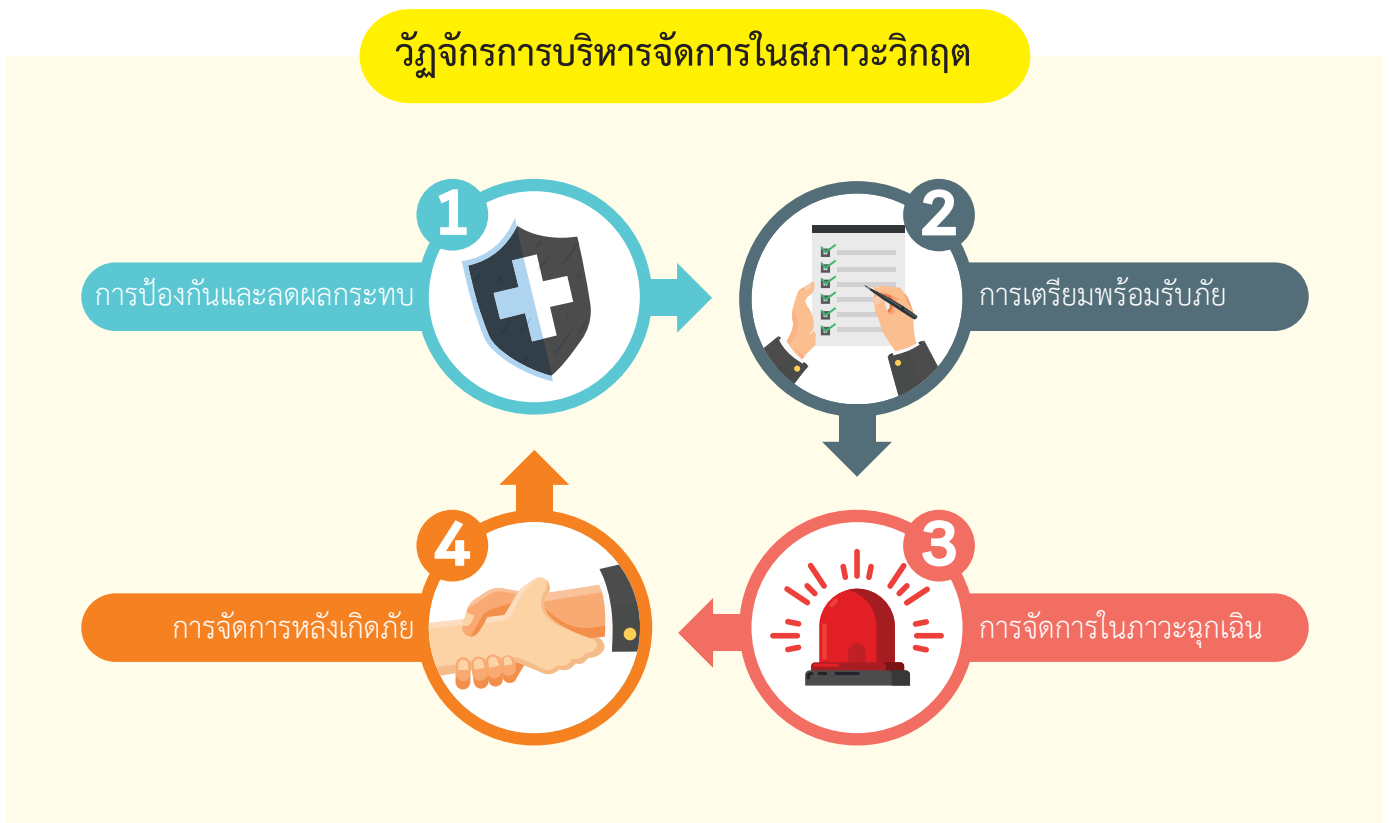 วัฏจักรการบริหารจัดการในสภาวะวิกฤต
1
การป้องกันและลดผลกระทบ
2
การเตรียมพร้อมรับภัย
3
การจัดการในภาวะฉุกเฉิน
4
การจัดการหลังเกิดภัย